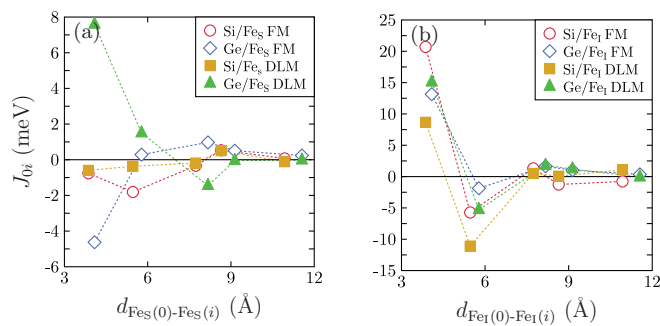 (a)
Si/FeS FM
Ge/FeS FM
Si/Fes DLM
Ge/FeS DLM
8
6
4
2
0
-2
-4
-6
J0i (meV)
3
6
9
12
dFeS(0)-FeS(i) (Å)
(b)
Si/FeI FM
Ge/FeI FM
Si/FeI DLM
Ge/FeI DLM
25
20
15
10
5
0
-5
-10
-15
3
6
9
12
dFeI(0)-FeI(i) (Å)